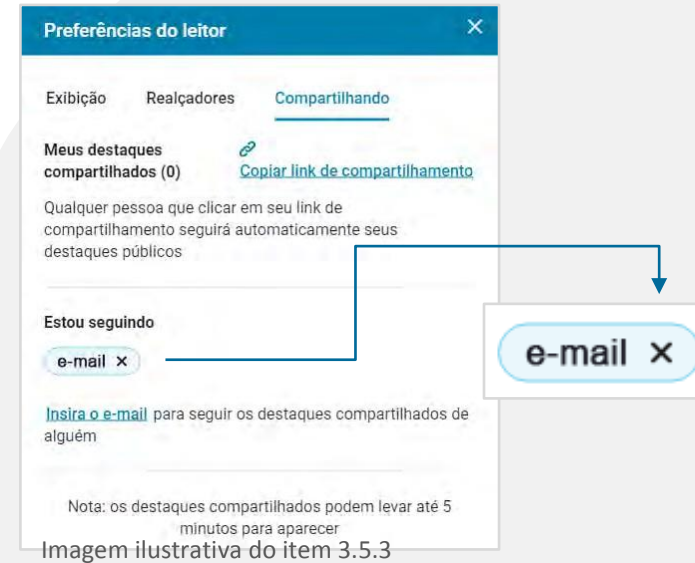 Preferências do leitor ×
Exibição Realçadores Compartilhando
Meus destaques
compartilhados (0)
Copiar link de compartilhamento
Qualquer pessoa que clicar em seu link de
compartilhamento seguirá automaticamente seus
destaques públicos
Estou seguindo
e-mail ×
e-mail ×
Insira o e-mail para seguir os destaques compartilhados de
alguém
Nota: os destaques compartilhados podem levar até 5
minutos para aparecer
Imagem ilustrativa do item 3.5.3